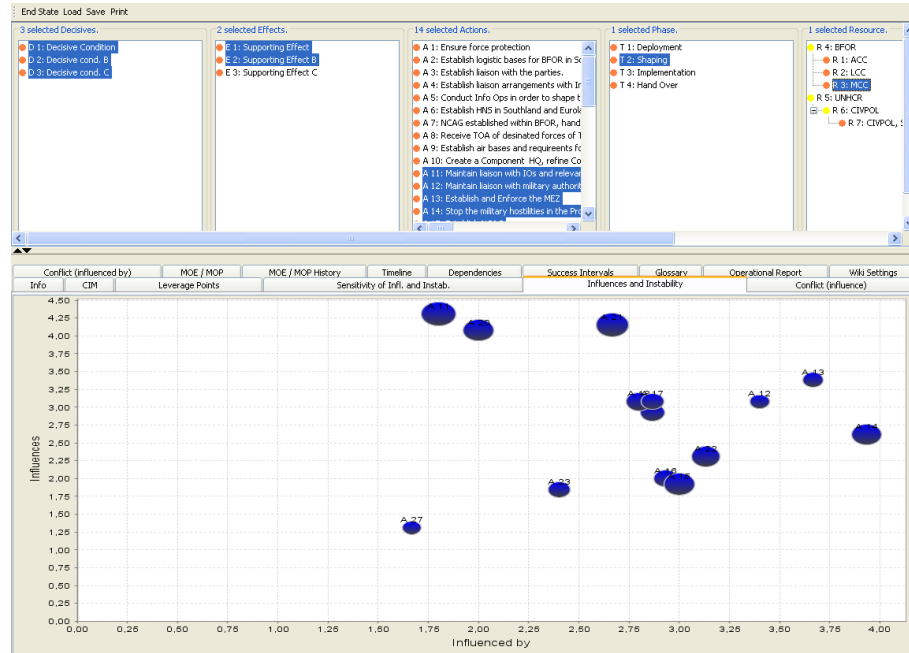 End State Load Save Print
3 selected Decisives.
D 1: Decisive Condition
D 2: Decisive cond. B
D 3: Decisive cond. C
2 selected Effects.
E 1: Supporting Effect
E 2: Supporting Effect B
E 3: Supporting Effect C
14 selected Actions.
A 1: Ensure force protection
A 2: Establish logistic bases for BFOR in So
A 3: Establish liaison with the parties.
A 4: Establish liaison arrangements with In
A 5: Conduct Info Ops in order to shape t
A 6: Establish HNS in Southland and Eurola
A 7: NCAG established within BFOR, hand
A 8: Receive TOA of desinated forces of T
A 9: Establish air bases and requireents fo
A 10: Create a Component HQ, refine Co
A 11: Maintain liaison with IOs and relevan
A 12: Maintain liaison with military authorit
A 13: Establish and Enforce the MEZ
A 14: Stop the military hostilities in the Pro
1 selected Phase.
T 1: Deployment
T 2: Shaping
T 3: Implementation
T 4: Hand Over
1 selected Resource.
R 4: BFOR
R 1: ACC
R 2: LCC
R 3: MCC
R 5: UNHCR
R 6: CIVPOL
R 7: CIVPOL, S
Conflict (influenced by) MOE / MOP MOE / MOP History Timeline Dependencies Success Intervals Glossary Operational Report Wiki Settings
Info CIM Leverage Points Sensitivity of Infl. and Instab. Influences and Instability Conflict (influence)
4,50
4,25
4,00
3,75
3,50
3,25
3,00
2,75
2,50
2,25
2,00
1,75
1,50
1,25
1,00
0,75
0,50
0,25
0,00
Influences
A 21
A 13
A 17
A 12
A 14
A 22
A 23
A 27
0,00 0,25 0,50 0,75 1,00 1,25 1,50 1,75 2,00 2,25 2,50 2,75 3,00 3,25 3,50 3,75 4,00
Influenced by